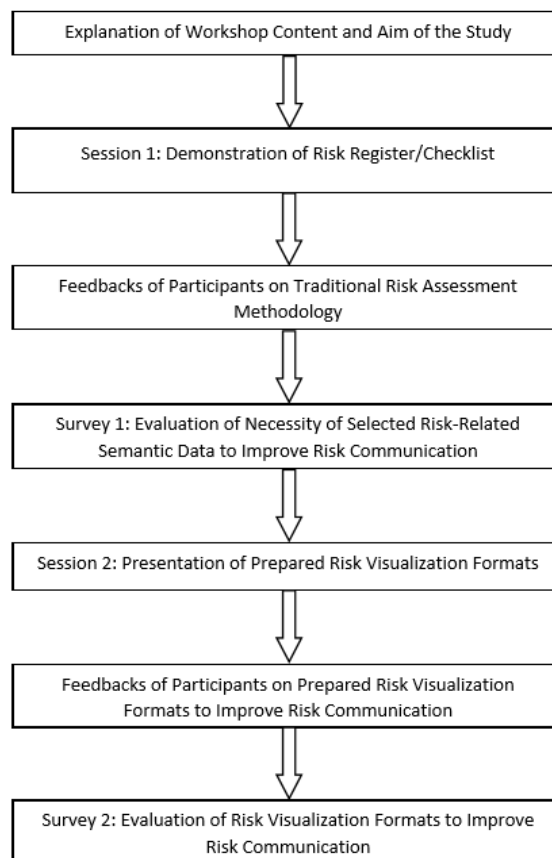 Explanation of Workshop Content and Aim of the Study
Session 1: Demonstration of Risk Register/Checklist
Feedbacks of Participants on Traditional Risk Assessment
Methodology
Survey 1: Evaluation of Necessity of Selected Risk-Related
Semantic Data to Improve Risk Communication
Session 2: Presentation of Prepared Risk Visualization Formats
Feedbacks of Participants on Prepared Risk Visualization
Formats to Improve Risk Communication
Survey 2: Evaluation of Risk Visualization Formats to Improve
Risk Communication